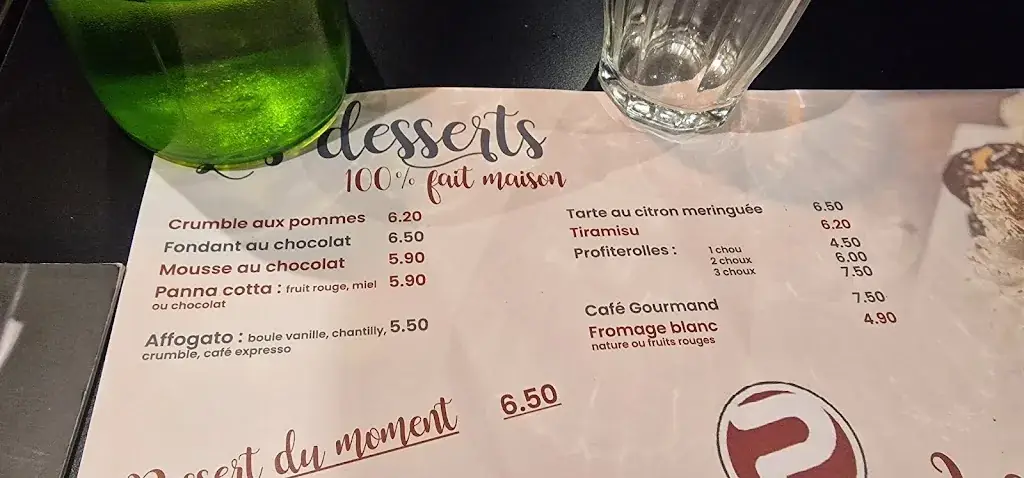 desserts
100% fait maison
Crumble aux pommes 6.20
Fondant au chocolat 6.50
Mousse au chocolat 5.90
Panna cotta : fruit rouge, miel 5.90
ou chocolat
Affogato : boule vanille, chantilly, 5.50
crumble, café expresso
Tarte au citron meringuée 6.50
Tiramisu 6.20
Profiterolles : 1 chou 4.50
2 choux 6.00
3 choux 7.50
Café Gourmand 7.50
Fromage blanc 4.90
nature ou fruits rouges
Dessert du moment 6.50